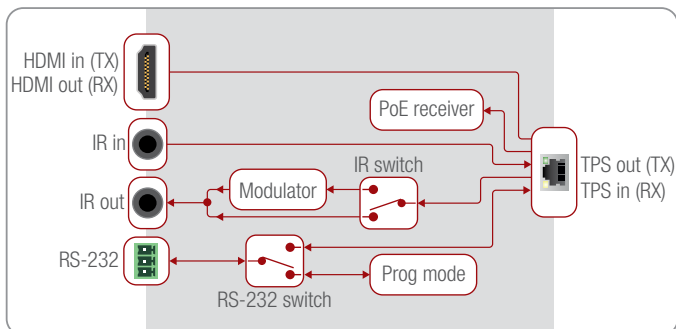 HDMI in (TX)
HDMI out (RX)
PoE receiver
IR in
IR switch
TPS out (TX)
TPS in (RX)
Modulator
IR out
RS-232
Prog mode
RS-232 switch